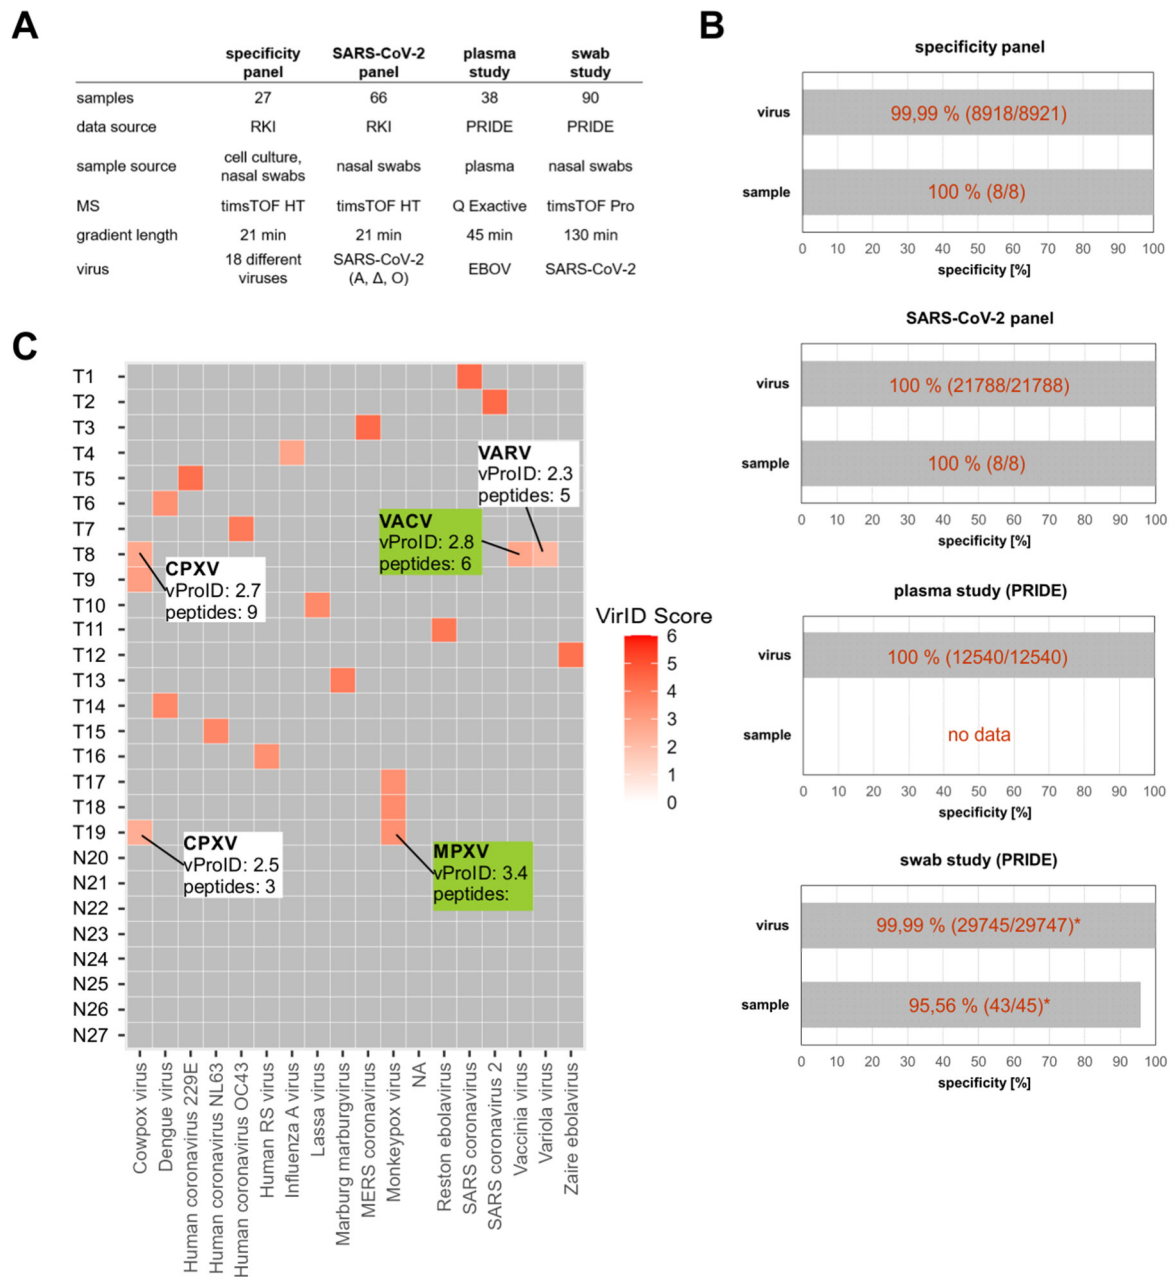 A
specificity panel SARS-CoV-2 panel plasma study swab study
samples 27 66 38 90
data source RKI RKI PRIDE PRIDE
sample source cell culture, nasal swabs nasal swabs plasma nasal swabs
MS timsTOF HT timsTOF HT Q Exactive timsTOF Pro
gradient length 21 min 21 min 45 min 130 min
virus 18 different viruses SARS-CoV-2 (A, Δ, O) EBOV SARS-CoV-2
B
specificity panel
virus 99,99 % (8918/8921)
sample 100 % (8/8)
0 10 20 30 40 50 60 70 80 90 100
specificity [%]
SARS-CoV-2 panel
virus 100 % (21788/21788)
sample 100 % (8/8)
0 10 20 30 40 50 60 70 80 90 100
specificity [%]
plasma study (PRIDE)
virus 100 % (12540/12540)
sample no data
0 10 20 30 40 50 60 70 80 90 100
specificity [%]
swab study (PRIDE)
virus 99,99 % (29745/29747)*
sample 95,56 % (43/45)*
0 10 20 30 40 50 60 70 80 90 100
specificity [%]
C
T1
T2
T3
T4
T5
T6
T7
T8
T9
T10
T11
T12
T13
T14
T15
T16
T17
T18
T19
N20
N21
N22
N23
N24
N25
N26
N27
VARV
vProID: 2.3
peptides: 5
VACV
vProID: 2.8
peptides: 6
CPXV
vProID: 2.7
peptides: 9
CPXV
vProID: 2.5
peptides: 3
MPXV
vProID: 3.4
peptides:
VirID Score
6
5
4
3
2
1
0
Cowpox virus
Dengue virus
Human coronavirus 229E
Human coronavirus NL63
Human coronavirus OC43
Human RS virus
Influenza A virus
Lassa virus
Marburg marburgvirus
MERS coronavirus
Monkeypox virus
NA
Reston ebolavirus
SARS coronavirus
SARS coronavirus 2
Vaccinia virus
Variola virus
Zaire ebolavirus